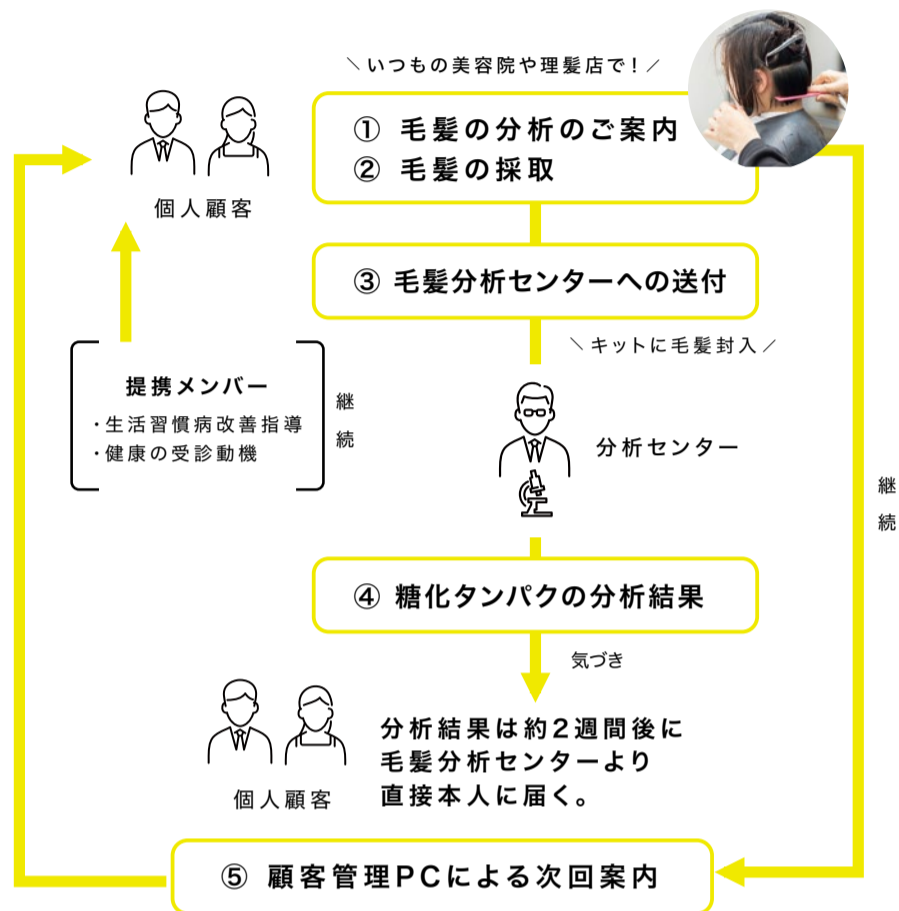 ＼いつもの美容院や理髪店で！／
① 毛髪の分析のご案内
② 毛髪の採取
個人顧客
③ 毛髪分析センターへの送付
＼キットに毛髪封入／
提携メンバー
・生活習慣病改善指導
・健康の受診動機
継続
分析センター
継続
④ 糖化タンパクの分析結果
気づき
分析結果は約2週間後に
毛髪分析センターより
直接本人に届く。
個人顧客
⑤ 顧客管理PCによる次回案内